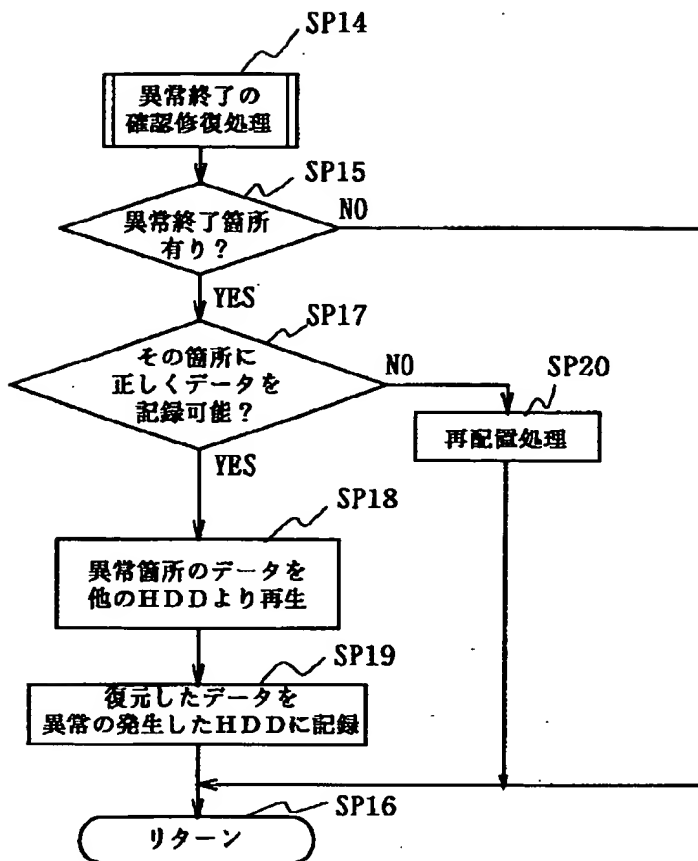 SP14
異常終了の
確認修復処理
SP15
異常終了箇所
有り？
NO
YES
SP17
その箇所に
正しくデータを
記録可能？
NO
SP20
再配置処理
YES
SP18
異常箇所のデータを
他のHDDより再生
SP19
復元したデータを
異常の発生したHDDに記録
SP16
リターン